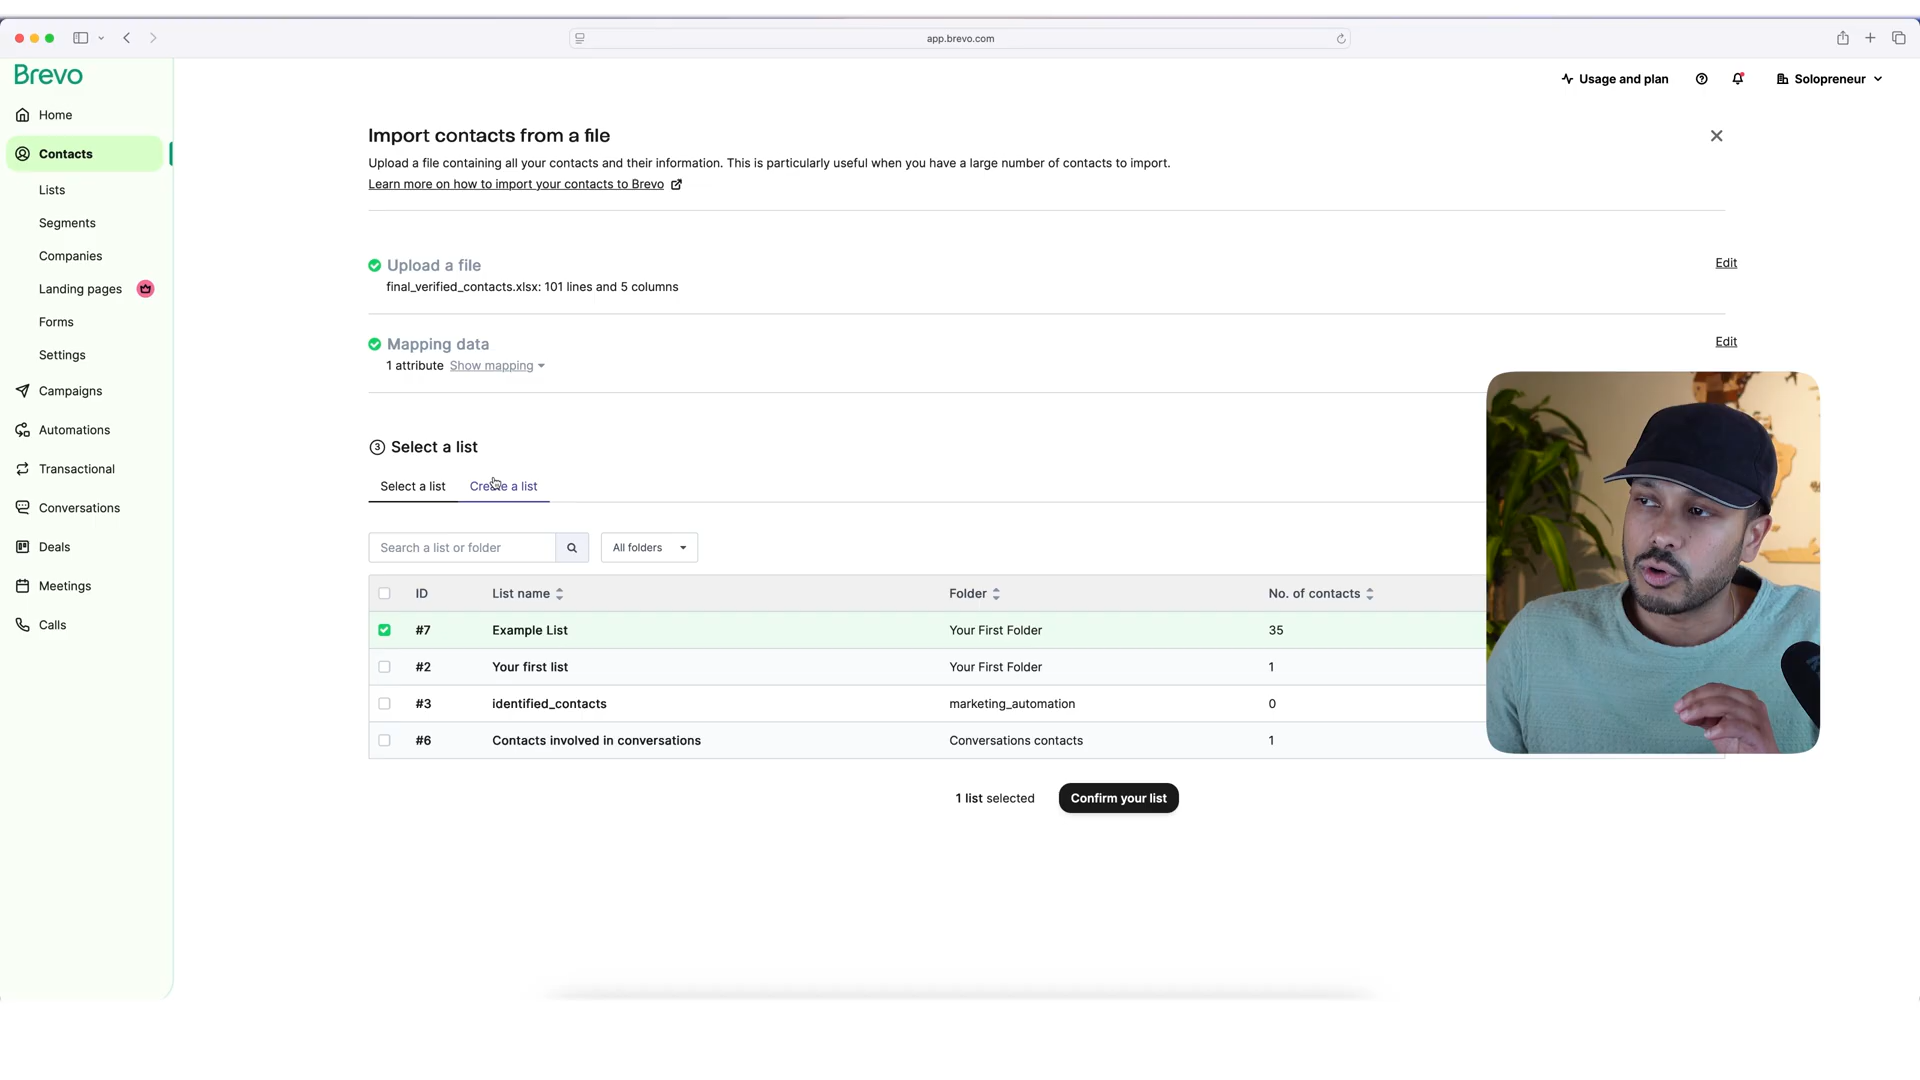 app.brevo.com
Brevo
Usage and plan
Solopreneur
Home
Contacts
Lists
Segments
Companies
Landing pages
Forms
Settings
Campaigns
Automations
Transactional
Conversations
Deals
Meetings
Calls
Import contacts from a file
Upload a file containing all your contacts and their information. This is particularly useful when you have a large number of contacts to import.
Learn more on how to import your contacts to Brevo
Upload a file
Edit
final_verified_contacts.xlsx: 101 lines and 5 columns
Mapping data
Edit
1 attribute Show mapping
3 Select a list
Select a list Create a list
Search a list or folder All folders
ID List name Folder No. of contacts
#7 Example List Your First Folder 35
#2 Your first list Your First Folder 1
#3 identified_contacts marketing_automation 0
#6 Contacts involved in conversations Conversations contacts 1
1 list selected Confirm your list